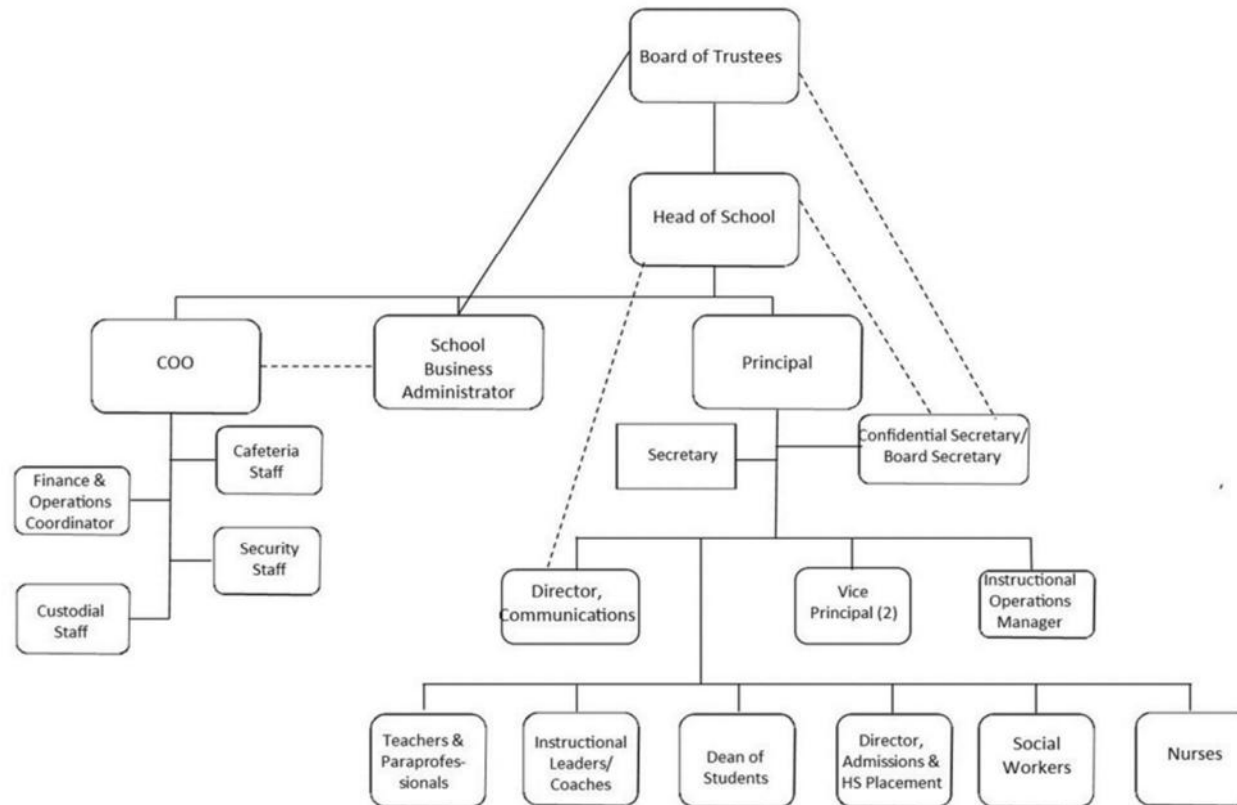 Board of Trustees
Head of School
COO
School
Business
Administrator
Principal
Cafeteria
Staff
Secretary
Confidential Secretary/
Board Secretary
Finance &
Operations
Coordinator
Security
Staff
Custodial
Staff
Director,
Communications
Vice
Principal (2)
Instructional
Operations
Manager
Teachers &
Paraprofes-
sionals
Instructional
Leaders/
Coaches
Dean of
Students
Director,
Admissions &
HS Placement
Social
Workers
Nurses